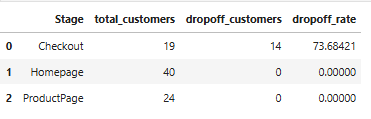 Stage total_customers dropoff_customers dropoff_rate
0 Checkout 19 14 73.68421
1 Homepage 40 0 0.00000
2 ProductPage 24 0 0.00000